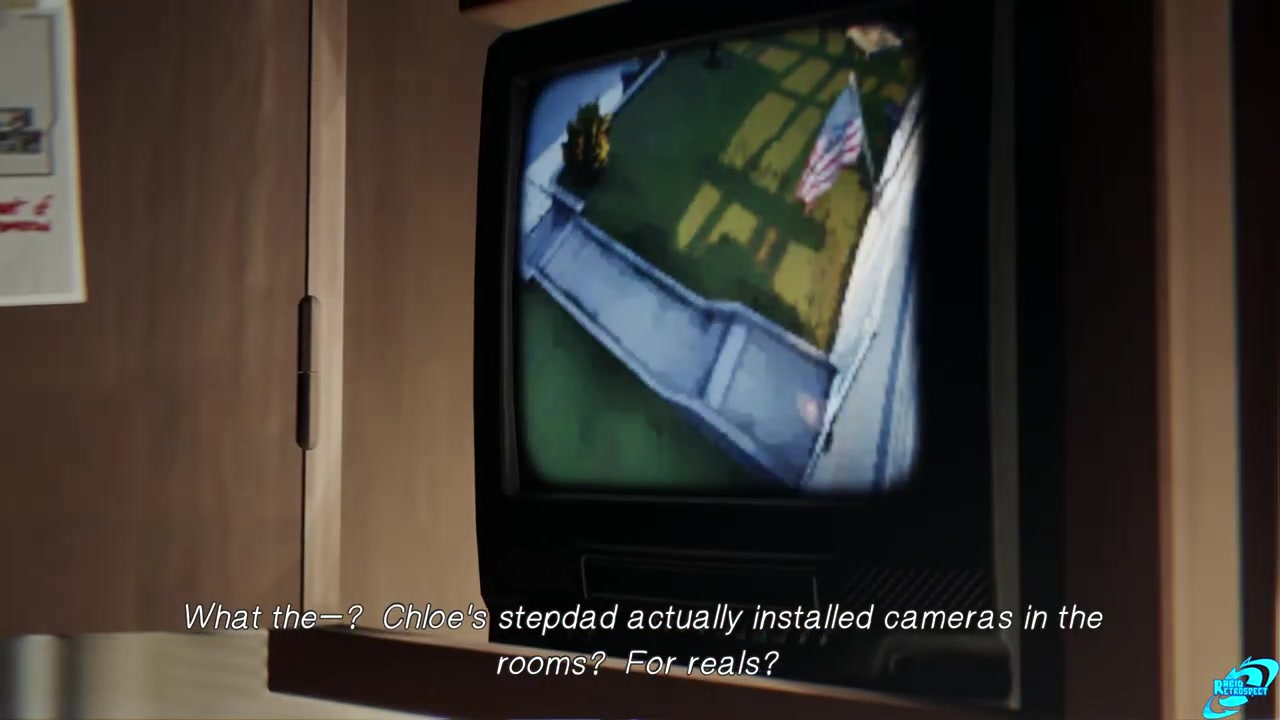 What the—?  Chloe's stepdad actually installed cameras in the
rooms?  For reals?
RETROSPECT